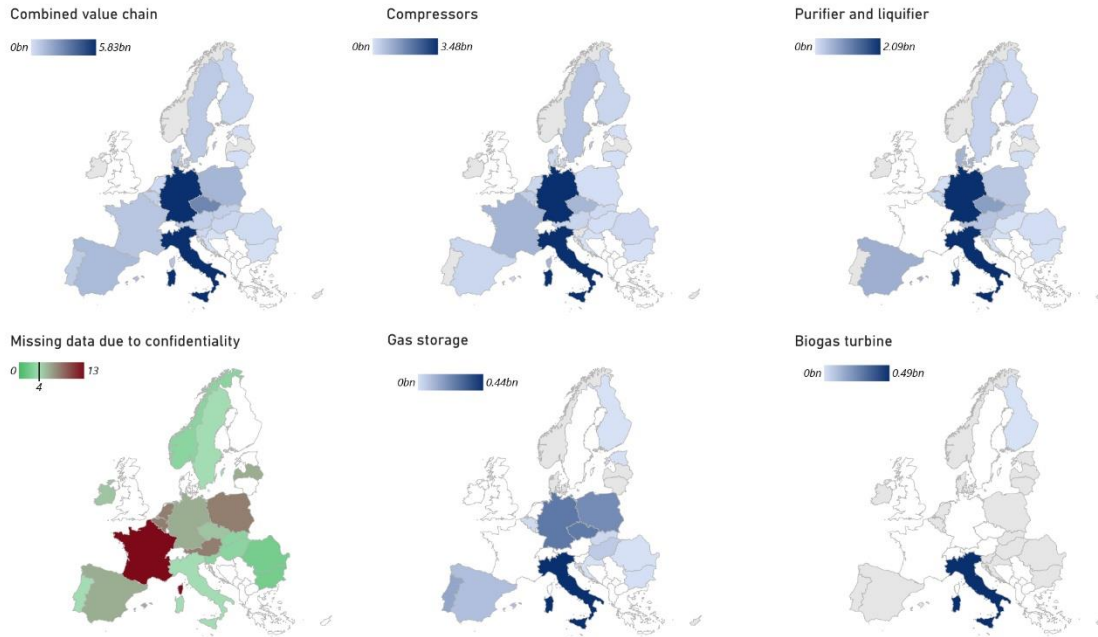 Combined value chain
0bn 5.83bn
Compressors
0bn 3.48bn
Purifier and liquifier
0bn 2.09bn
Missing data due to confidentiality
0 13
4
Gas storage
0bn 0.44bn
Biogas turbine
0bn 0.49bn